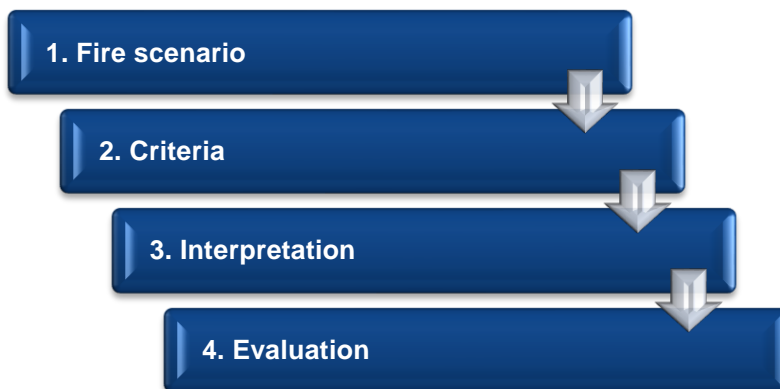 1. Fire scenario
2. Criteria
3. Interpretation
4. Evaluation